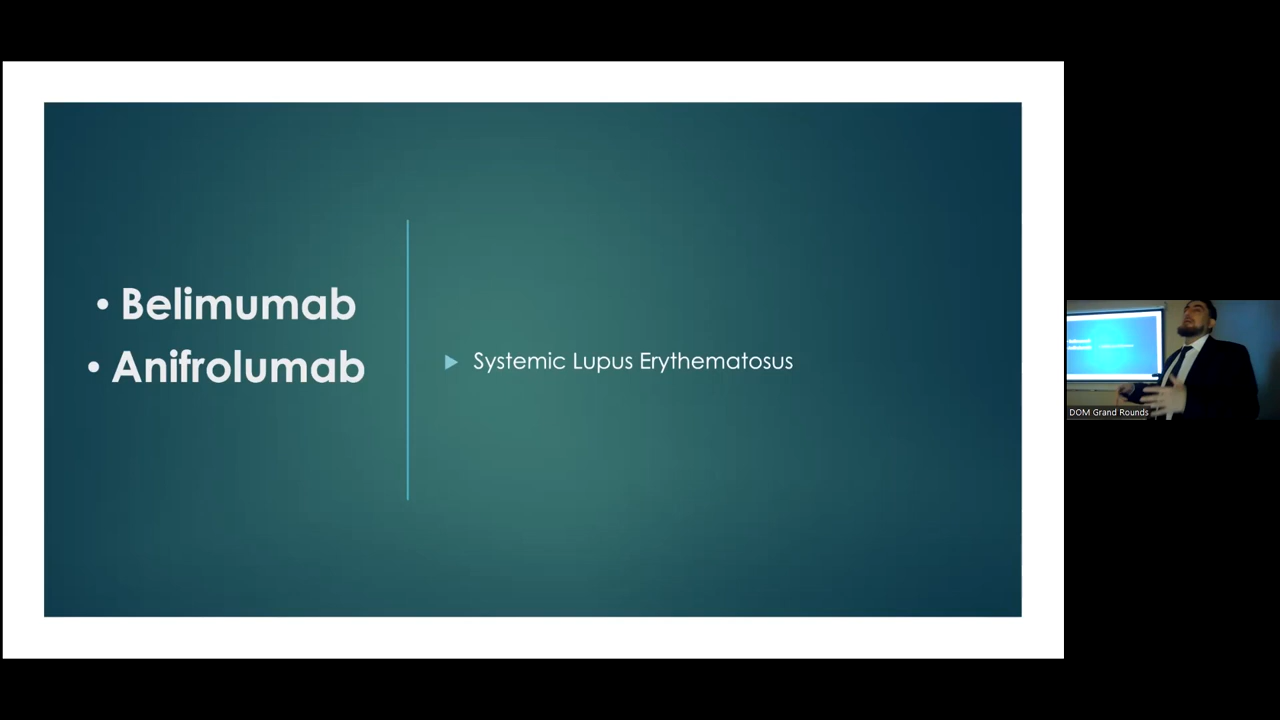 • Belimumab
• Anifrolumab
Systemic Lupus Erythematosus
DOM Grand Rounds